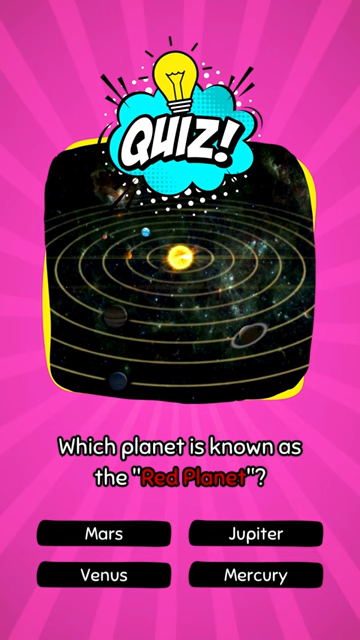 QUIZ!
Which planet is known as
the "Red Planet"?
Mars
Jupiter
Venus
Mercury